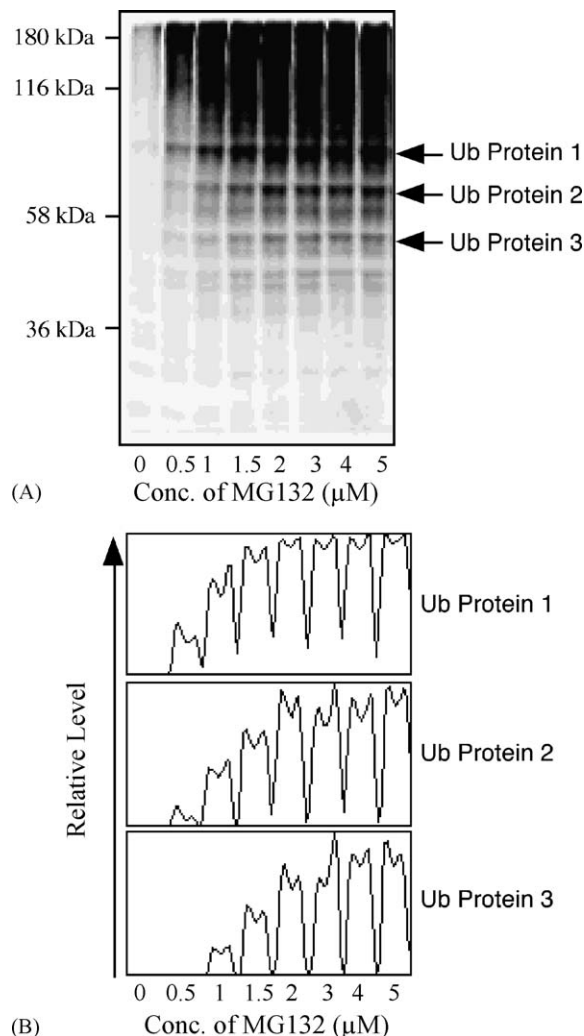 180 kDa
116 kDa
58 kDa
36 kDa
Ub Protein 1
Ub Protein 2
Ub Protein 3
0 0.5 1 1.5 2 3 4 5
(A) Conc. of MG132 (μM)
Relative Level
Ub Protein 1
Ub Protein 2
Ub Protein 3
0 0.5 1 1.5 2 3 4 5
(B) Conc. of MG132 (μM)